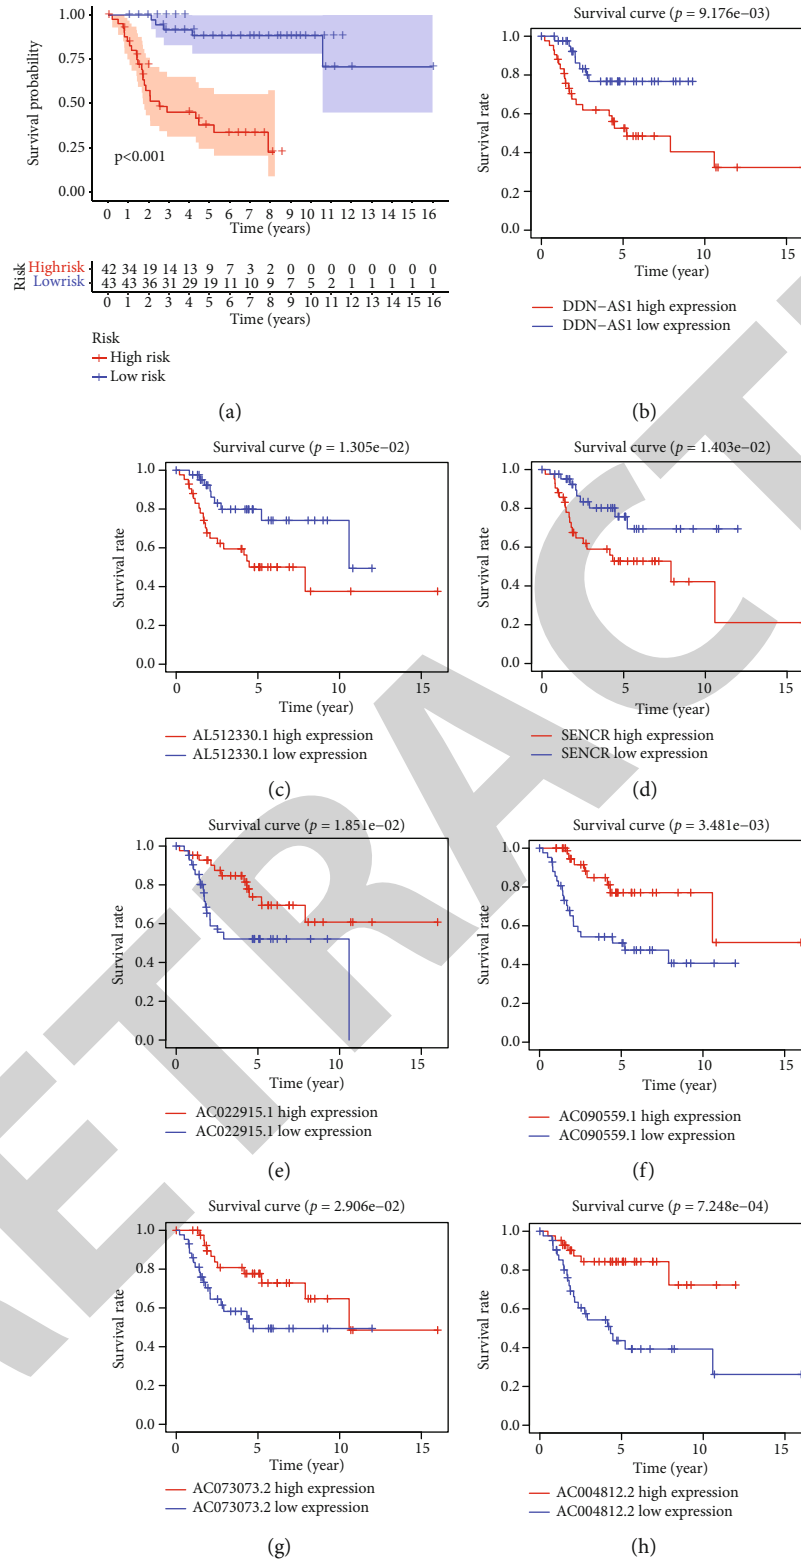 1.00
0.75
0.50
0.25
0.00
Survival probability
p<0.001
0 1 2 3 4 5 6 7 8 9 10 11 12 13 14 15 16
Time (years)
Risk
Highrisk 42 34 19 14 13 9 7 3 2 0 0 0 0 0 0 0 0
Lowrisk 43 43 36 31 29 19 11 10 9 7 5 2 1 1 1 1 1
0 1 2 3 4 5 6 7 8 9 10 11 12 13 14 15 16
Time (years)
Risk
High risk
Low risk
(a)
Survival curve (p = 9.176e−03)
1.0
0.8
0.6
0.4
0.2
0.0
Survival rate
0 5 10 15
Time (year)
DDN−AS1 high expression
DDN−AS1 low expression
(b)
Survival curve (p = 1.305e−02)
1.0
0.8
0.6
0.4
0.2
0.0
Survival rate
0 5 10 15
Time (year)
AL512330.1 high expression
AL512330.1 low expression
(c)
Survival curve (p = 1.403e−02)
1.0
0.8
0.6
0.4
0.2
0.0
Survival rate
0 5 10 15
Time (year)
SENCR high expression
SENCR low expression
(d)
Survival curve (p = 1.851e−02)
1.0
0.8
0.6
0.4
0.2
0.0
Survival rate
0 5 10 15
Time (year)
AC022915.1 high expression
AC022915.1 low expression
(e)
Survival curve (p = 3.481e−03)
1.0
0.8
0.6
0.4
0.2
0.0
Survival rate
0 5 10 15
Time (year)
AC090559.1 high expression
AC090559.1 low expression
(f)
Survival curve (p = 2.906e−02)
1.0
0.8
0.6
0.4
0.2
0.0
Survival rate
0 5 10 15
Time (year)
AC073073.2 high expression
AC073073.2 low expression
(g)
Survival curve (p = 7.248e−04)
1.0
0.8
0.6
0.4
0.2
0.0
Survival rate
0 5 10 15
Time (year)
AC004812.2 high expression
AC004812.2 low expression
(h)
ETRACT